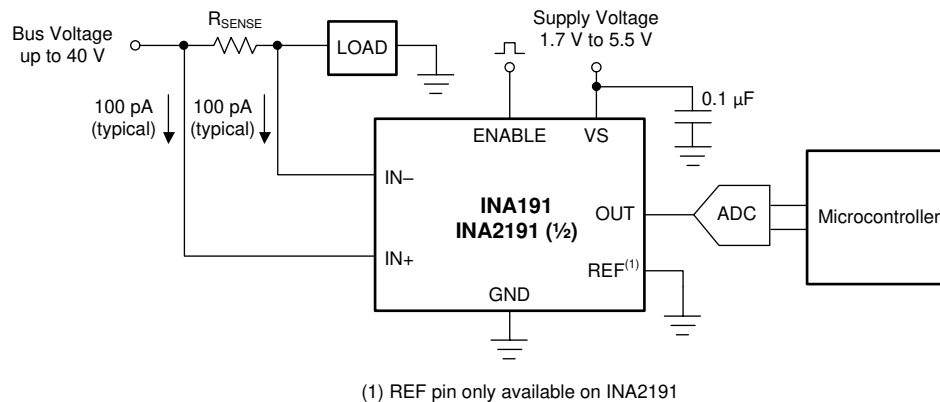 Bus Voltage
up to 40 V
RSENSE
LOAD
Supply Voltage
1.7 V to 5.5 V
100 pA
(typical)
100 pA
(typical)
0.1 µF
ENABLE
VS
IN–
INA191
INA2191 (½)
OUT
ADC
Microcontroller
IN+
REF(1)
GND
(1) REF pin only available on INA2191